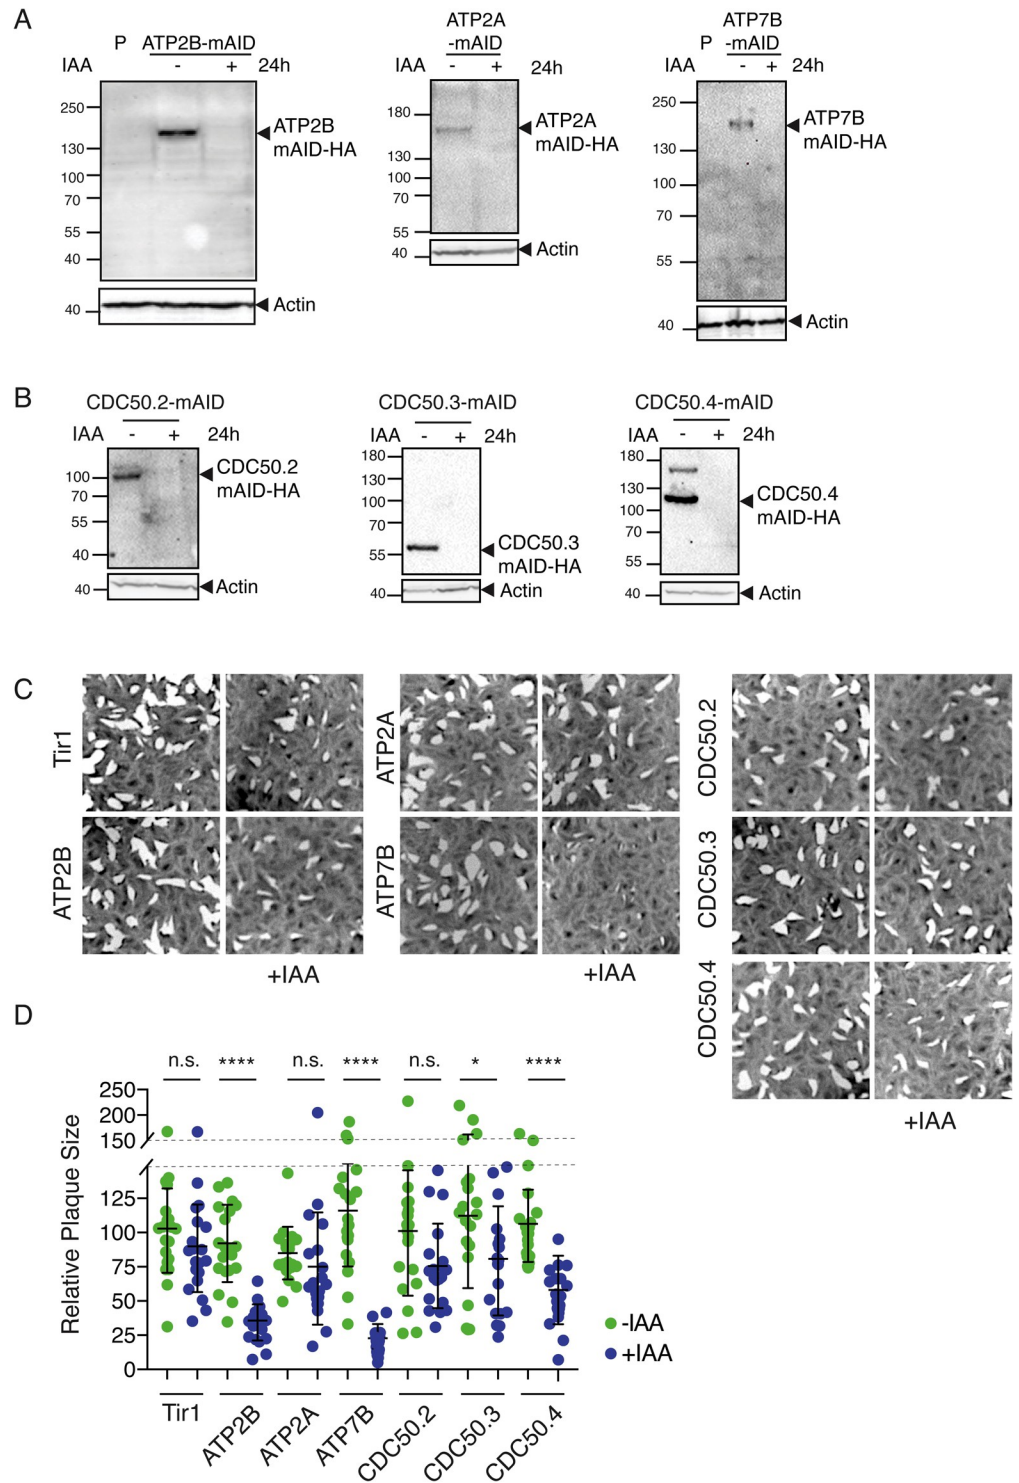 A
P ATP2B-mAID
IAA - + 24h
250
130
100
70
55
40
ATP2B
mAID-HA
40
Actin
ATP2A
-mAID
IAA - + 24h
180
130
100
70
55
40
ATP2A
mAID-HA
Actin
ATP7B
P -mAID
IAA - + 24h
250
130
100
70
55
40
ATP7B
mAID-HA
Actin
B
CDC50.2-mAID
IAA - + 24h
100
70
55
40
40
CDC50.2
mAID-HA
Actin
CDC50.3-mAID
IAA - + 24h
180
130
100
70
55
40
CDC50.3
mAID-HA
Actin
CDC50.4-mAID
IAA - + 24h
180
130
100
70
55
40
CDC50.4
mAID-HA
Actin
C
Tir1
ATP2B
+IAA
ATP2A
ATP7B
+IAA
CDC50.2
CDC50.3
CDC50.4
+IAA
D
n.s. **** n.s. **** n.s. * ****
Relative Plaque Size
250
200
150
125
100
75
50
25
0
-IAA
+IAA
Tir1
ATP2B
ATP2A
ATP7B
CDC50.2
CDC50.3
CDC50.4